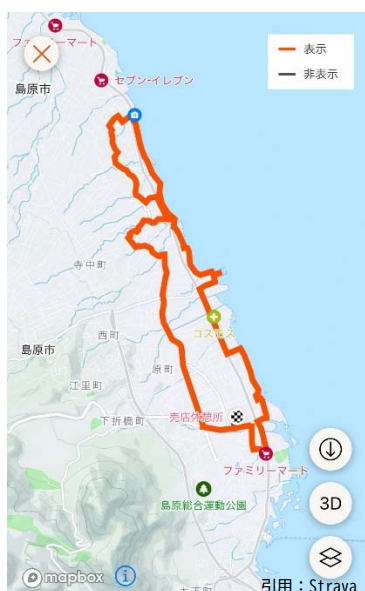 ファミリーマート
表示
非表示
セブン-イレブン
島原市
寺中町
コスモス
西町
島原市
原町
江里町
下折橋町
売店休憩所
ファミリーマート
島原総合運動公園
3D
mapbox
引用：Strava